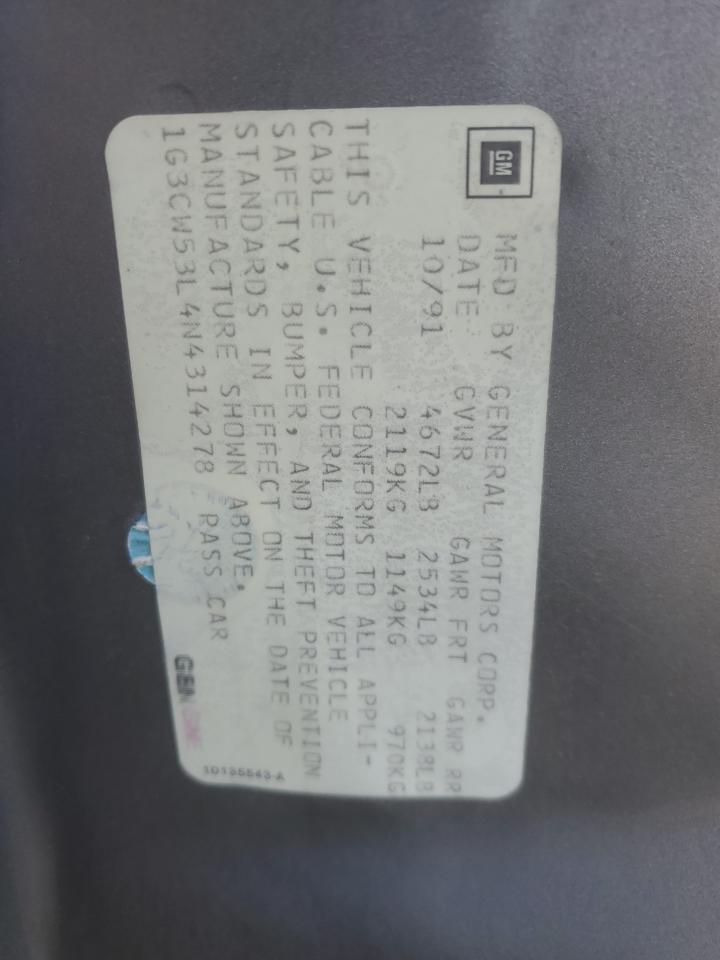 GM
MFD BY GENERAL MOTORS CORP.
DATE GVWR GAWR FRT GAWR RR
10/91 4672LB 2534LB 2138LB
2119KG 1149KG 970KG
THIS VEHICLE CONFORMS TO ALL APPLI-
CABLE U.S. FEDERAL MOTOR VEHICLE
SAFETY, BUMPER, AND THEFT PREVENTION
STANDARDS IN EFFECT ON THE DATE OF
MANUFACTURE SHOWN ABOVE.
1G3CW53L4N4314278 PASS CAR
GEN
10135543-A